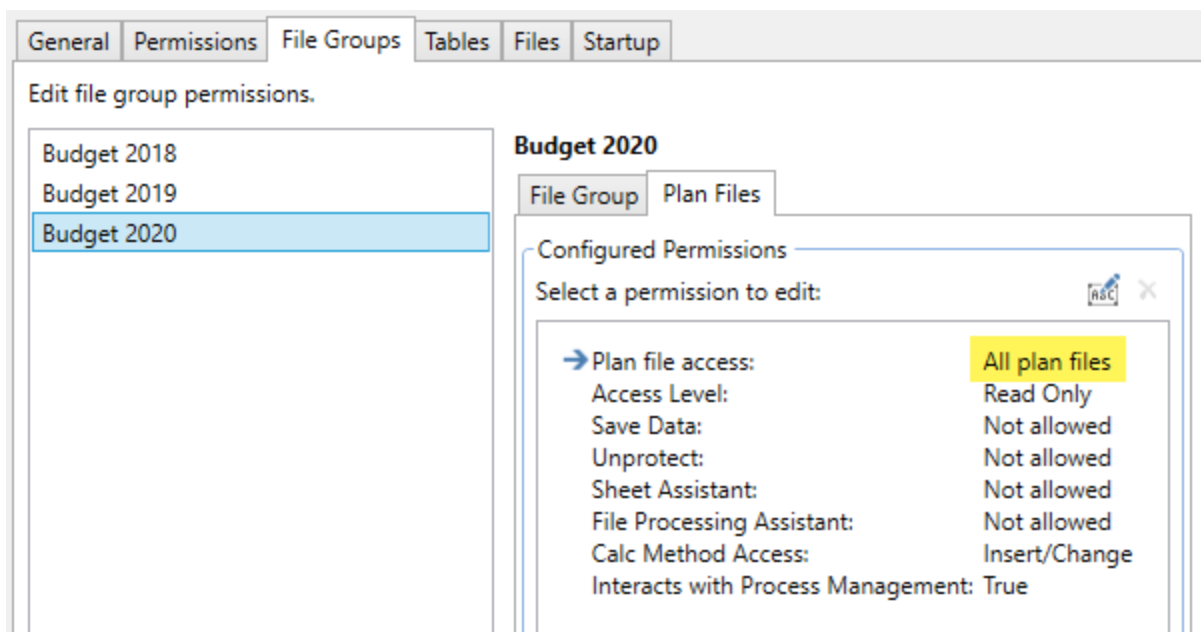 General Permissions File Groups Tables Files Startup
Edit file group permissions.
Budget 2018
Budget 2019
Budget 2020
Budget 2020
File Group Plan Files
Configured Permissions
Select a permission to edit:
ABC
Plan file access: All plan files
Access Level: Read Only
Save Data: Not allowed
Unprotect: Not allowed
Sheet Assistant: Not allowed
File Processing Assistant: Not allowed
Calc Method Access: Insert/Change
Interacts with Process Management: True